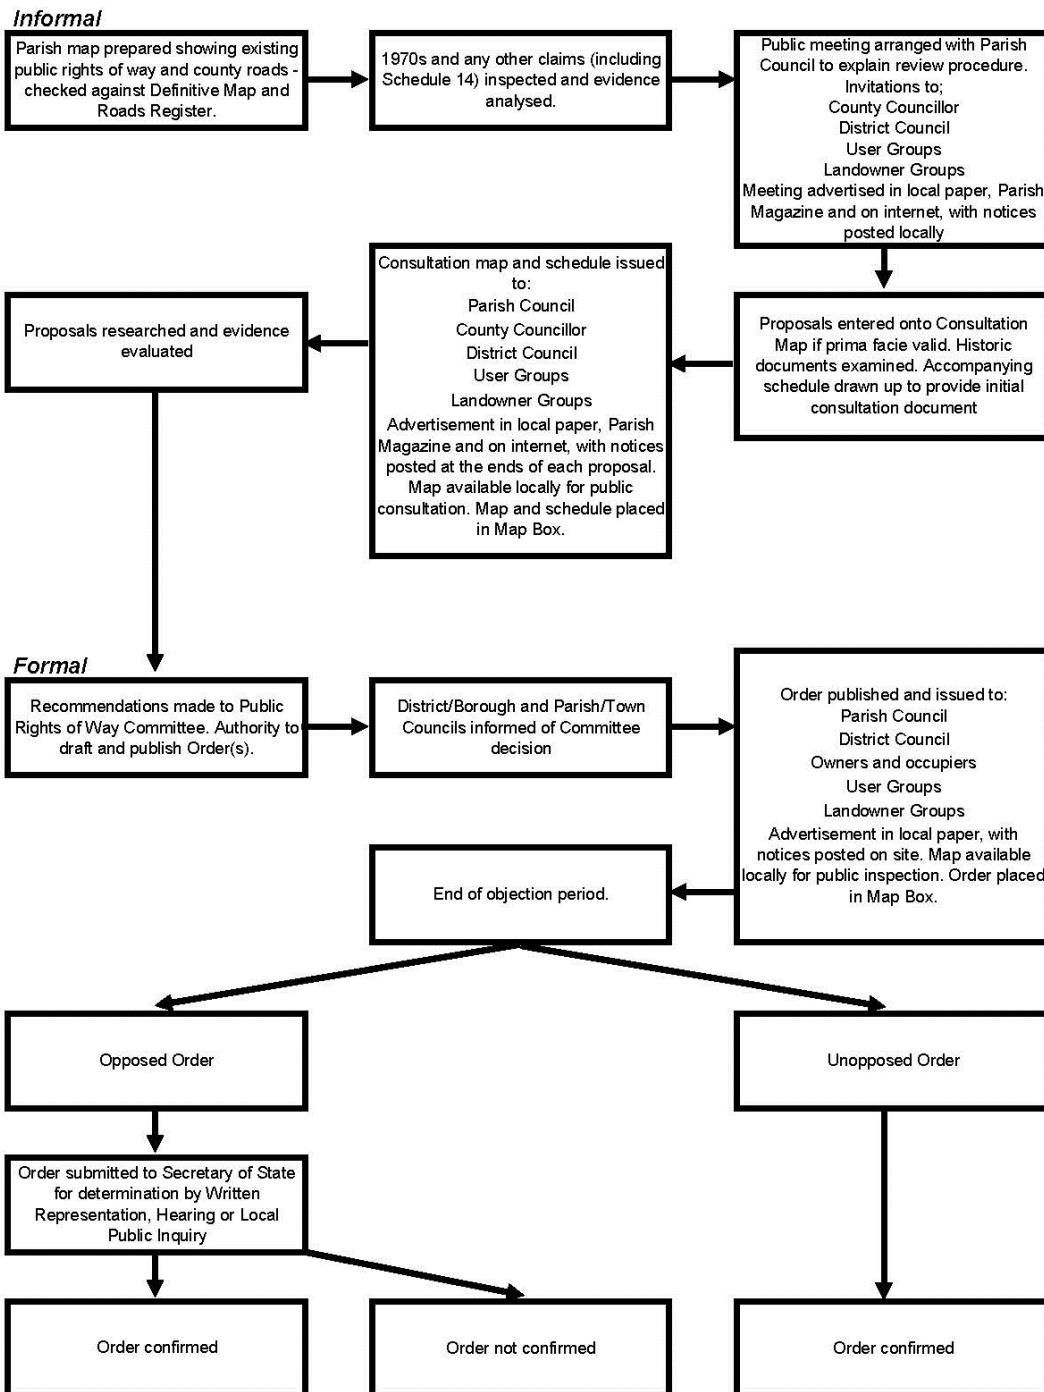 Informal
Parish map prepared showing existing
public rights of way and county roads -
checked against Definitive Map and
Roads Register.
1970s and any other claims (including
Schedule 14) inspected and evidence
analysed.
Public meeting arranged with Parish
Council to explain review procedure.
Invitations to;
County Councillor
District Council
User Groups
Landowner Groups
Meeting advertised in local paper, Parish
Magazine and on internet, with notices
posted locally
Proposals entered onto Consultation
Map if prima facie valid. Historic
documents examined. Accompanying
schedule drawn up to provide initial
consultation document
Consultation map and schedule issued
to:
Parish Council
County Councillor
District Council
User Groups
Landowner Groups
Advertisement in local paper, Parish
Magazine and on internet, with notices
posted at the ends of each proposal.
Map available locally for public
consultation. Map and schedule placed
in Map Box.
Proposals researched and evidence
evaluated
Formal
Recommendations made to Public
Rights of Way Committee. Authority to
draft and publish Order(s).
District/Borough and Parish/Town
Councils informed of Committee
decision
Order published and issued to:
Parish Council
District Council
Owners and occupiers
User Groups
Landowner Groups
Advertisement in local paper, with
notices posted on site. Map available
locally for public inspection. Order placed
in Map Box.
End of objection period.
Opposed Order
Unopposed Order
Order submitted to Secretary of State
for determination by Written
Representation, Hearing or Local
Public Inquiry
Order confirmed
Order not confirmed
Order confirmed